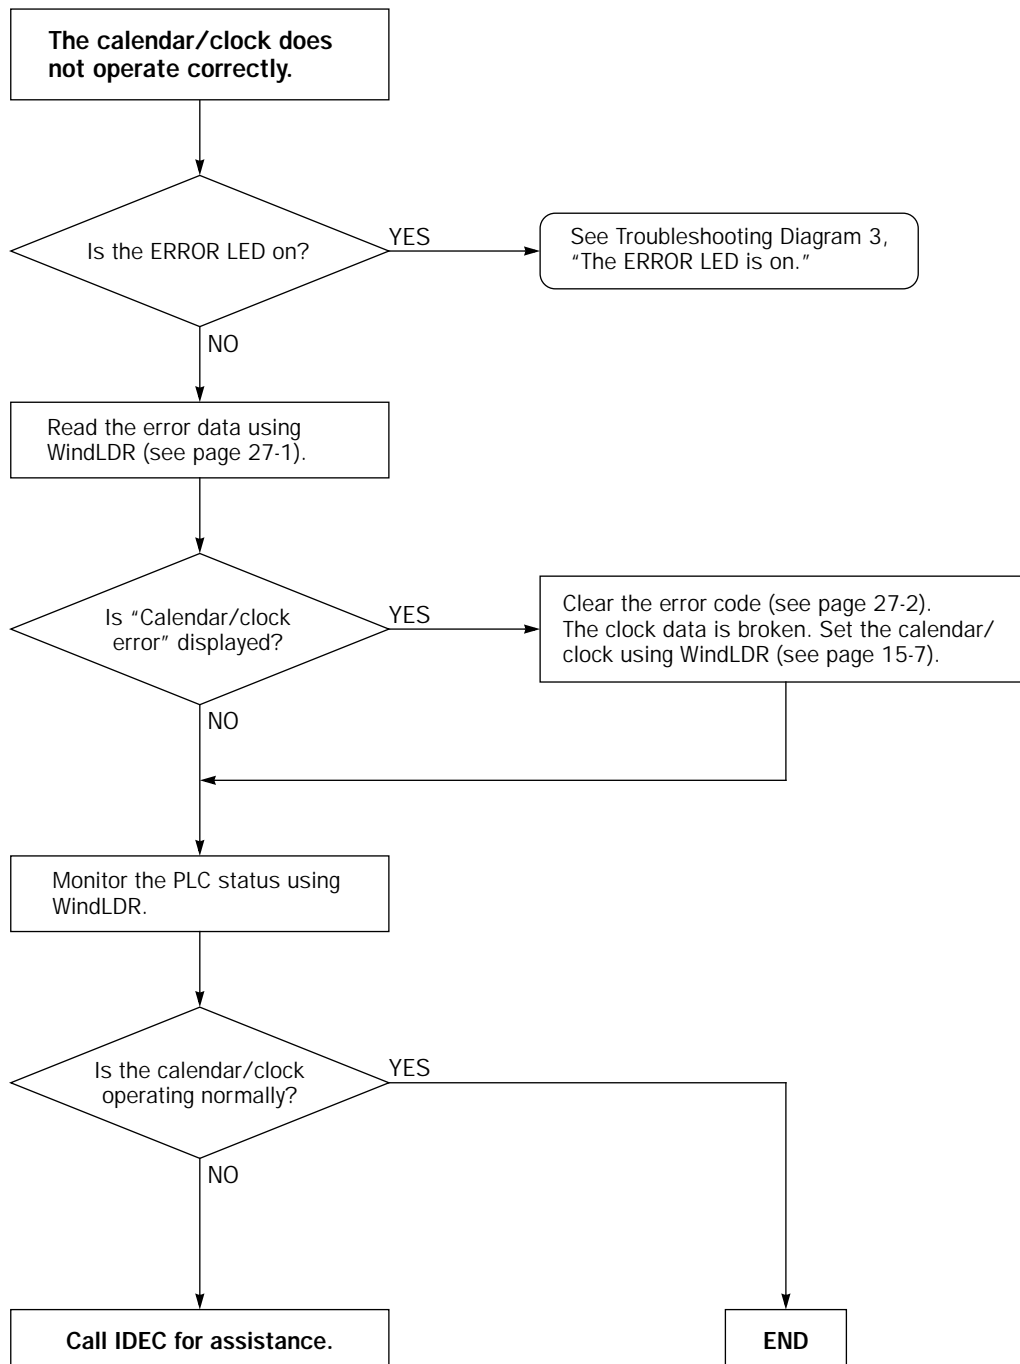 The calendar/clock does
not operate correctly.
Is the ERROR LED on?
YES
See Troubleshooting Diagram 3,
“The ERROR LED is on.”
NO
Read the error data using
WindLDR (see page 27-1).
Is “Calendar/clock
error” displayed?
YES
Clear the error code (see page 27-2).
The clock data is broken. Set the calendar/
clock using WindLDR (see page 15-7).
NO
Monitor the PLC status using
WindLDR.
Is the calendar/clock
operating normally?
YES
NO
Call IDEC for assistance.
END